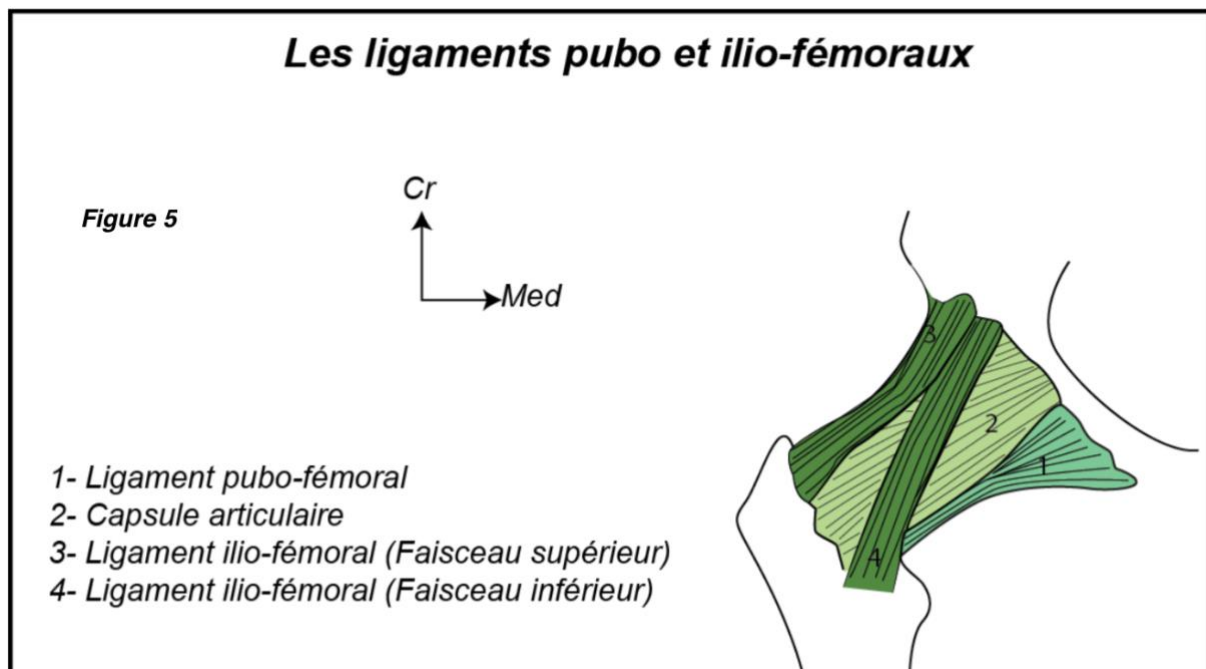 Les ligaments pubo et ilio-fémoraux
Cr
Figure 5
Med
3
2
1
4
1- Ligament pubo-fémoral
2- Capsule articulaire
3- Ligament ilio-fémoral (Faisceau supérieur)
4- Ligament ilio-fémoral (Faisceau inférieur)